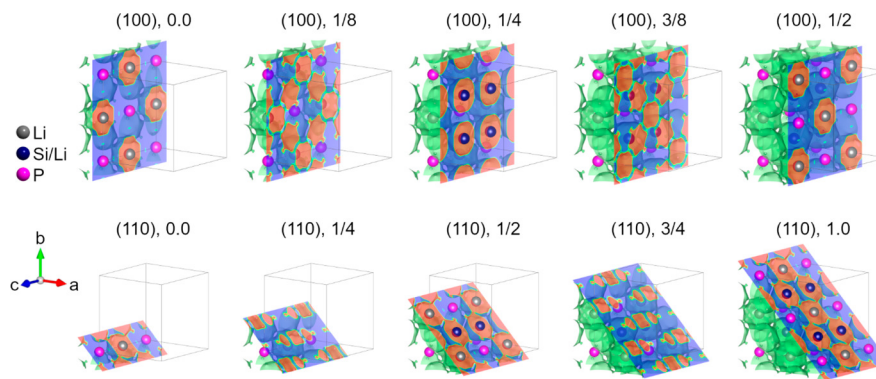 (100), 0.0
(100), 1/8
(100), 1/4
(100), 3/8
(100), 1/2
Li
Si/Li
P
(110), 0.0
(110), 1/4
(110), 1/2
(110), 3/4
(110), 1.0
b
c
a